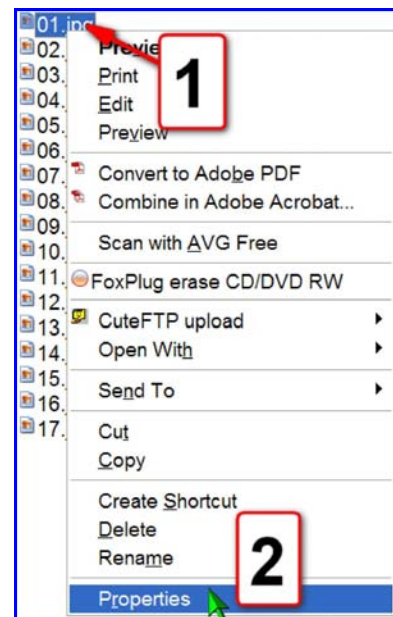 01.jpg
1
02.
Preview
03.
Print
04.
Edit
05.
Preview
06.
07.
Convert to Adobe PDF
08.
Combine in Adobe Acrobat...
09.
Scan with AVG Free
10.
11.
FoxPlug erase CD/DVD RW
12.
13.
CuteFTP upload
14.
Open With
15.
Send To
16.
17.
Cut
Copy
Create Shortcut
Delete
2
Rename
Properties